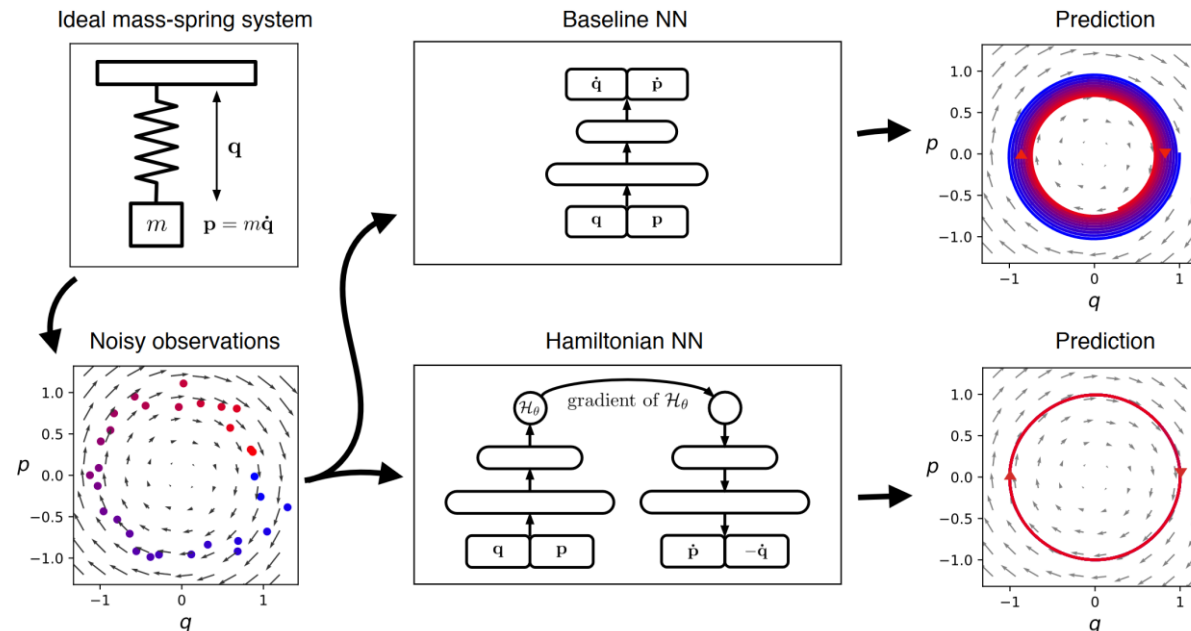 Ideal mass-spring system
q
m
p = mq̇
Noisy observations
p
1.0
0.5
0.0
−0.5
−1.0
−1
0
1
q
Baseline NN
q̇ ṗ
q p
Hamiltonian NN
ℋθ
gradient of ℋθ
q p
ṗ −q̇
Prediction
p
1.0
0.5
0.0
−0.5
−1.0
−1
0
1
q
Prediction
p
1.0
0.5
0.0
−0.5
−1.0
−1
0
1
q